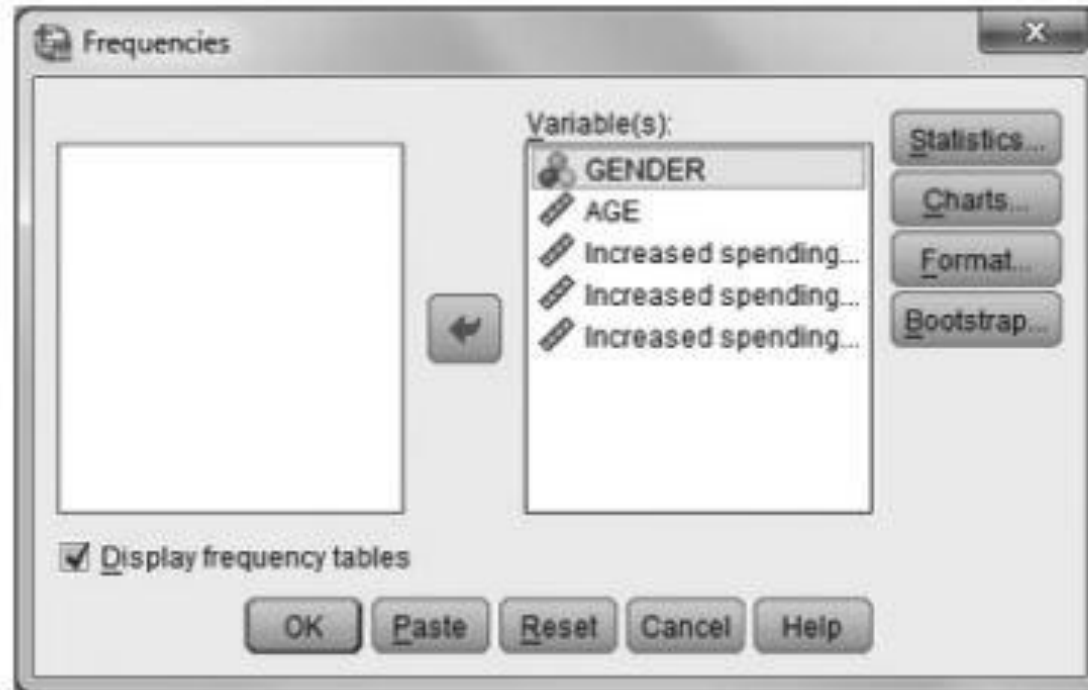 Frequencies
Variable(s):
GENDER
AGE
Increased spending...
Increased spending...
Increased spending...
Statistics...
Charts...
Format...
Bootstrap...
Display frequency tables
OK Paste Reset Cancel Help